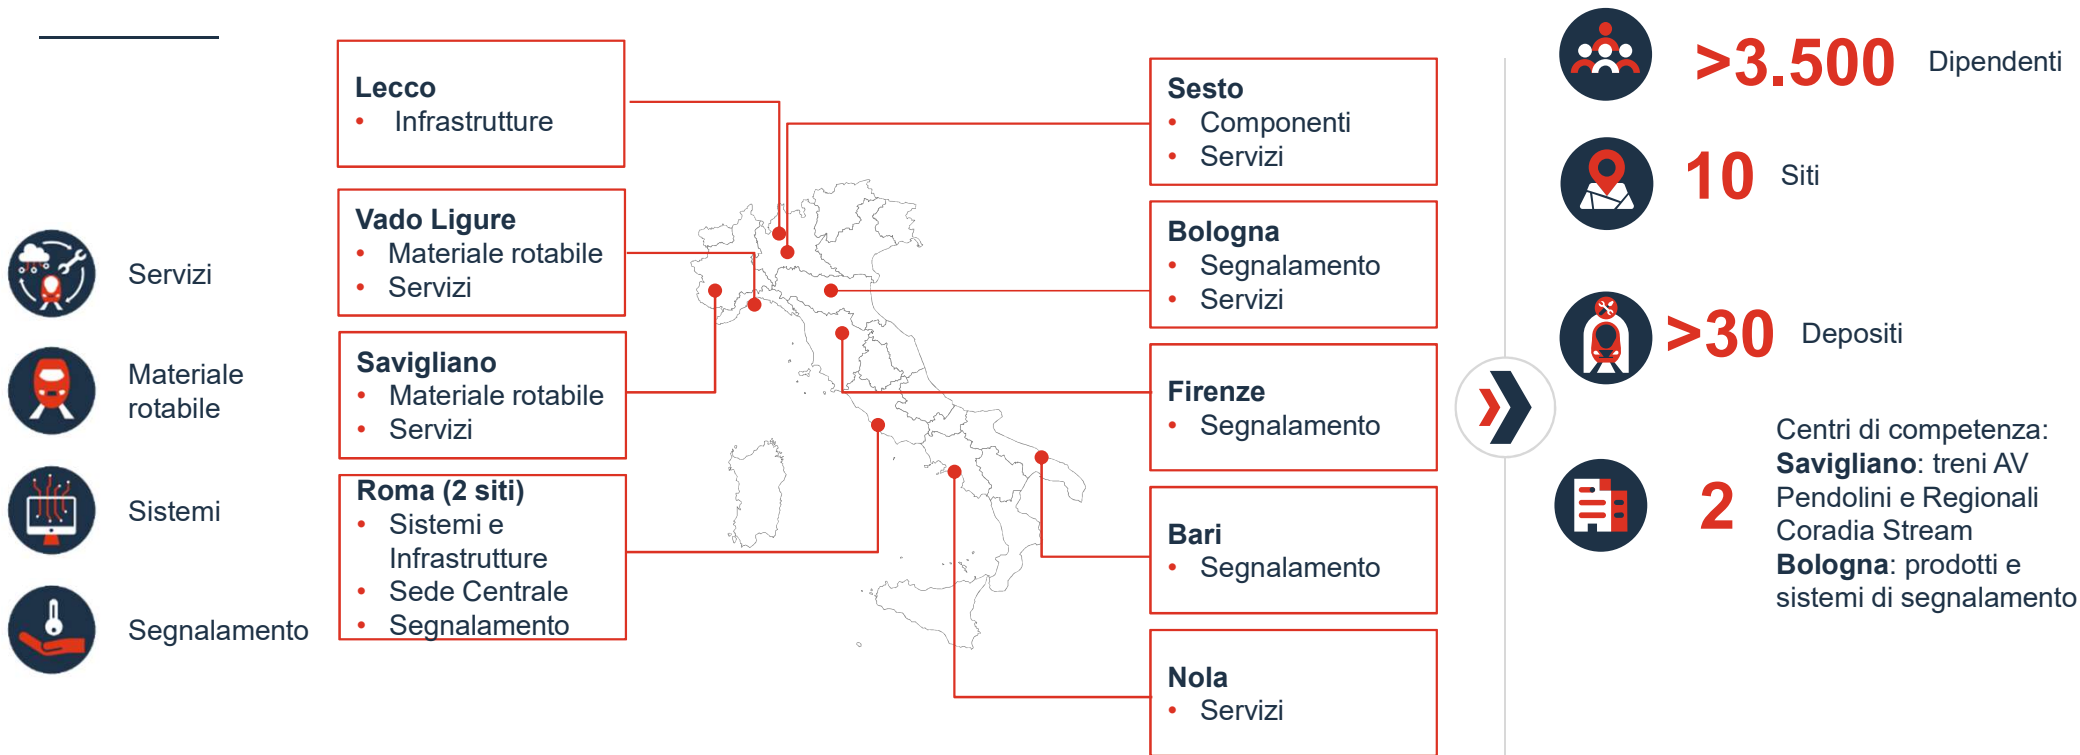 Servizi
Materiale
rotabile
Sistemi
Segnalamento
Lecco
• Infrastrutture
Vado Ligure
• Materiale rotabile
• Servizi
Savigliano
• Materiale rotabile
• Servizi
Roma (2 siti)
• Sistemi e
Infrastrutture
• Sede Centrale
• Segnalamento
Sesto
• Componenti
• Servizi
Bologna
• Segnalamento
• Servizi
Firenze
• Segnalamento
Bari
• Segnalamento
Nola
• Servizi
>3.500 Dipendenti
10 Siti
>30 Depositi
2
Centri di competenza:
Savigliano: treni AV
Pendolini e Regionali
Coradia Stream
Bologna: prodotti e
sistemi di segnalamento